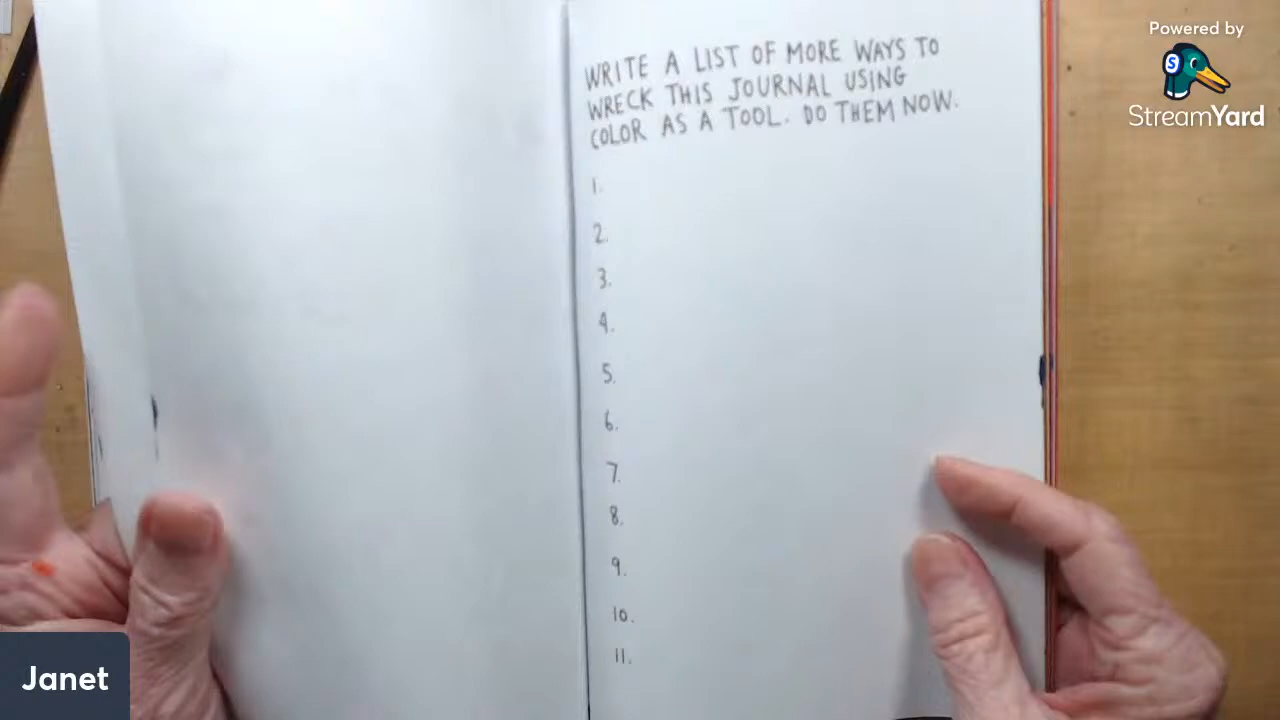 WRITE A LIST OF MORE WAYS TO
WRECK THIS JOURNAL USING
COLOR AS A TOOL. DO THEM NOW.
1.
2.
3.
4.
5.
6.
7.
8.
9.
10.
11.
Powered by
S
StreamYard
Janet